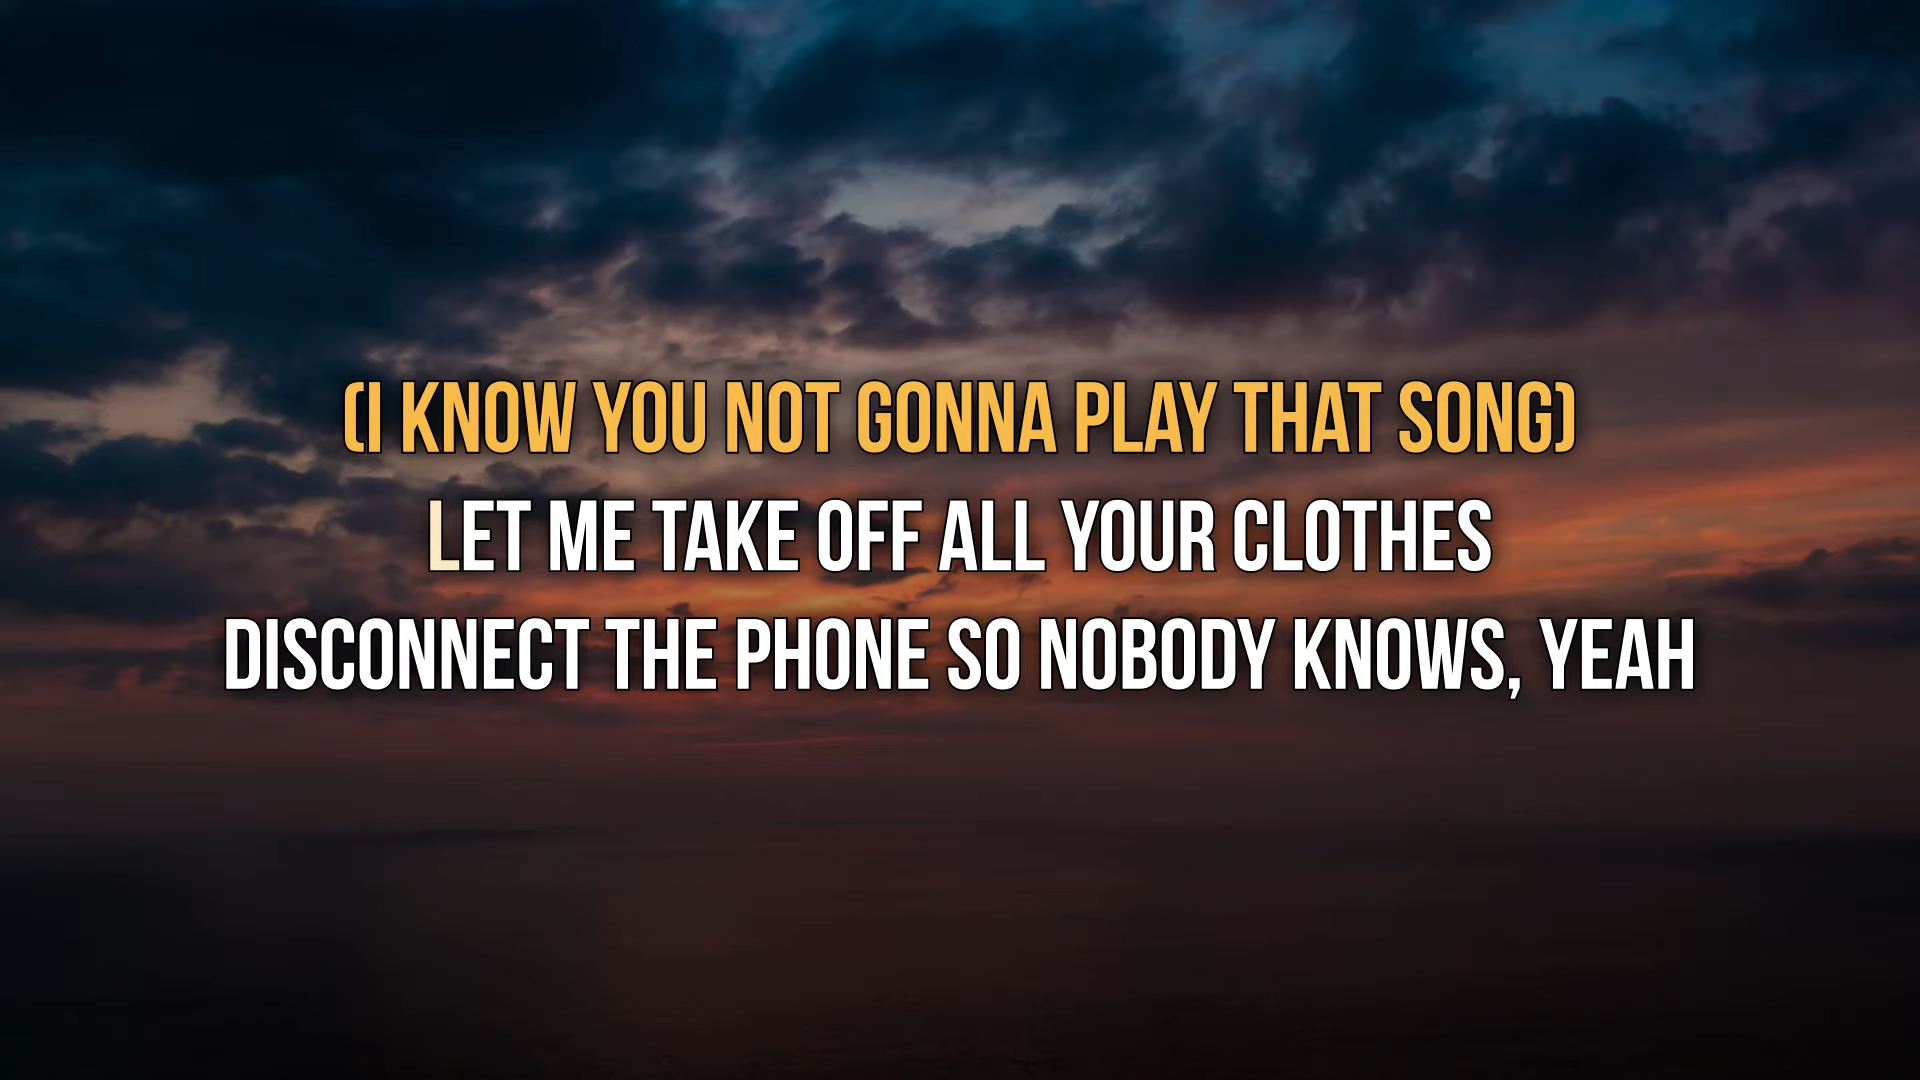 (I KNOW YOU NOT GONNA PLAY THAT SONG)
LET ME TAKE OFF ALL YOUR CLOTHES
DISCONNECT THE PHONE SO NOBODY KNOWS, YEAH